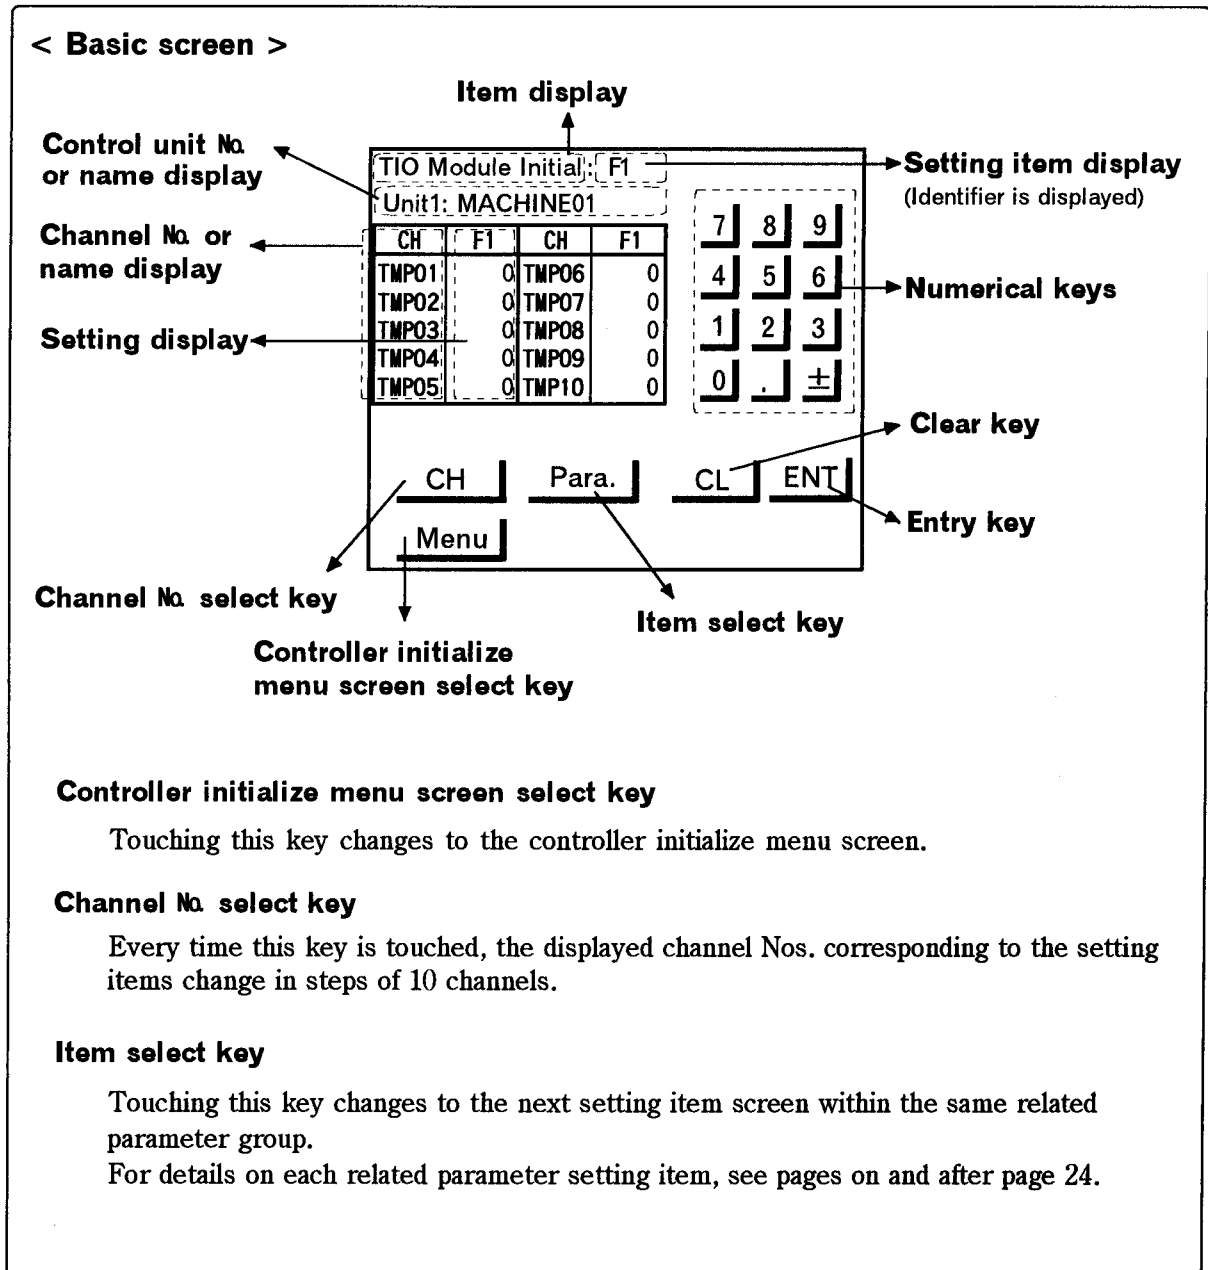 < Basic screen >
Item display
Control unit No.
or name display
TIO Module Initial: F1
Setting item display
(Identifier is displayed)
Unit1: MACHINE01
Channel No. or
name display
CH F1 CH F1
TMP01 0 TMP06 0
TMP02 0 TMP07 0
TMP03 0 TMP08 0
TMP04 0 TMP09 0
TMP05 0 TMP10 0
Setting display
7 8 9
4 5 6
1 2 3
0 . ±
Numerical keys
Clear key
CH Para. CL ENT
Entry key
Menu
Channel No. select key
Item select key
Controller initialize
menu screen select key
Controller initialize menu screen select key
Touching this key changes to the controller initialize menu screen.
Channel No. select key
Every time this key is touched, the displayed channel Nos. corresponding to the setting
items change in steps of 10 channels.
Item select key
Touching this key changes to the next setting item screen within the same related
parameter group.
For details on each related parameter setting item, see pages on and after page 24.